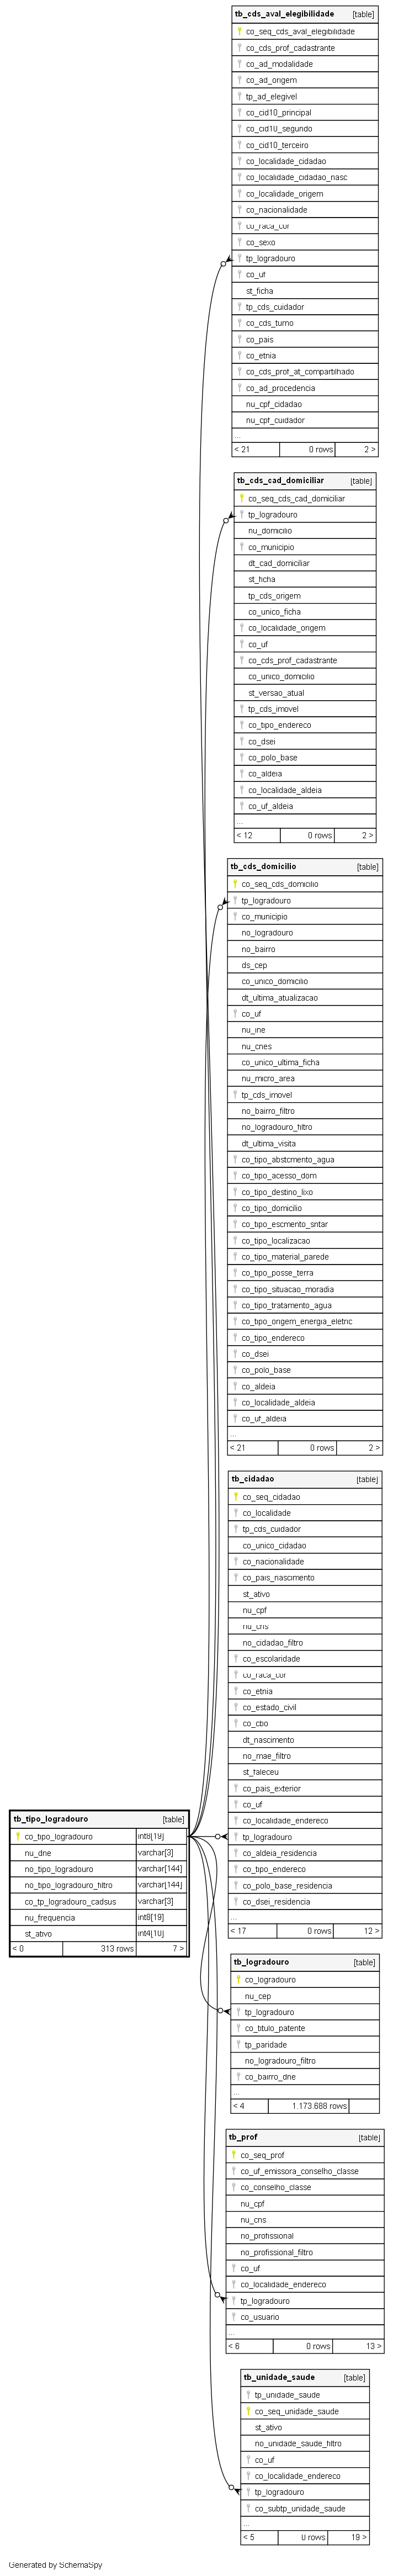 tb_cds_aval_elegibilidade [table]
co_seq_cds_aval_elegibilidade
co_cds_prof_cadastrante
co_ad_modalidade
co_ad_origem
tp_ad_elegivel
co_cid10_principal
co_cid10_segundo
co_cid10_terceiro
co_localidade_cidadao
co_localidade_cidadao_nasc
co_localidade_origem
co_nacionalidade
co_raca_cor
co_sexo
tp_logradouro
co_uf
st_ficha
tp_cds_cuidador
co_cds_turno
co_pais
co_etnia
co_cds_prof_at_compartilhado
co_ad_procedencia
nu_cpf_cidadao
nu_cpf_cuidador
...
< 21 0 rows 2 >
tb_cds_cad_domiciliar [table]
co_seq_cds_cad_domiciliar
tp_logradouro
nu_domicilio
co_municipio
dt_cad_domiciliar
st_ficha
tp_cds_origem
co_unico_ficha
co_localidade_origem
co_uf
co_cds_prof_cadastrante
co_unico_domicilio
st_versao_atual
tp_cds_imovel
co_tipo_endereco
co_dsei
co_polo_base
co_aldeia
co_localidade_aldeia
co_uf_aldeia
...
< 12 0 rows 2 >
tb_cds_domicilio [table]
co_seq_cds_domicilio
tp_logradouro
co_municipio
no_logradouro
no_bairro
ds_cep
co_unico_domicilio
dt_ultima_atualizacao
co_uf
nu_ine
nu_cnes
co_unico_ultima_ficha
nu_micro_area
tp_cds_imovel
no_bairro_filtro
no_logradouro_filtro
dt_ultima_visita
co_tipo_abstcmento_agua
co_tipo_acesso_dom
co_tipo_destino_lixo
co_tipo_domicilio
co_tipo_escmento_sntar
co_tipo_localizacao
co_tipo_material_parede
co_tipo_posse_terra
co_tipo_situacao_moradia
co_tipo_tratamento_agua
co_tipo_origem_energia_eletric
co_tipo_endereco
co_dsei
co_polo_base
co_aldeia
co_localidade_aldeia
co_uf_aldeia
...
< 21 0 rows 2 >
tb_cidadao [table]
co_seq_cidadao
co_localidade
tp_cds_cuidador
co_unico_cidadao
co_nacionalidade
co_pais_nascimento
st_ativo
nu_cpf
nu_cns
no_cidadao_filtro
co_escolaridade
co_raca_cor
co_etnia
co_estado_civil
co_cbo
dt_nascimento
no_mae_filtro
st_faleceu
co_pais_exterior
co_uf
co_localidade_endereco
tp_logradouro
co_aldeia_residencia
co_tipo_endereco
co_polo_base_residencia
co_dsei_residencia
...
< 17 0 rows 12 >
tb_tipo_logradouro [table]
co_tipo_logradouro int8[19]
nu_dne varchar[3]
no_tipo_logradouro varchar[144]
no_tipo_logradouro_filtro varchar[144]
co_tp_logradouro_cadsus varchar[3]
nu_frequencia int8[19]
st_ativo int4[10]
< 0 313 rows 7 >
tb_logradouro [table]
co_logradouro
nu_cep
tp_logradouro
co_titulo_patente
tp_paridade
no_logradouro_filtro
co_bairro_dne
...
< 4 1.173.688 rows
tb_prof [table]
co_seq_prof
co_uf_emissora_conselho_classe
co_conselho_classe
nu_cpf
nu_cns
no_profissional
no_profissional_filtro
co_uf
co_localidade_endereco
tp_logradouro
co_usuario
...
< 6 0 rows 13 >
tb_unidade_saude [table]
tp_unidade_saude
co_seq_unidade_saude
st_ativo
no_unidade_saude_filtro
co_uf
co_localidade_endereco
tp_logradouro
co_subtp_unidade_saude
...
< 5 0 rows 19 >
Generated by SchemaSpy